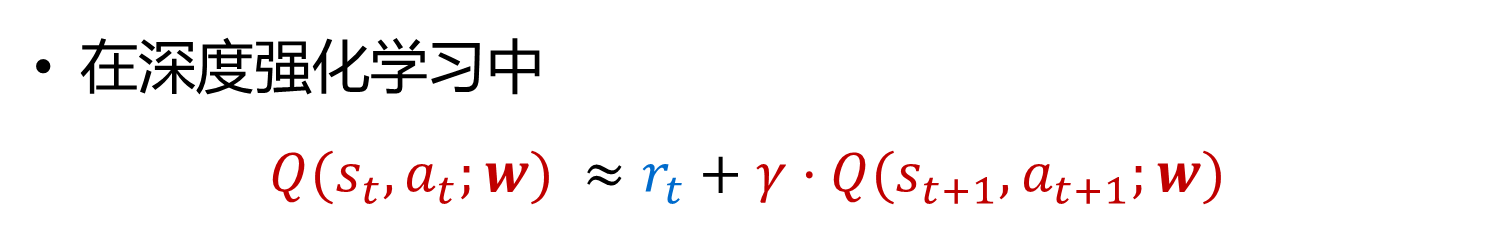 • 在深度强化学习中
Q(s_t, a_t; w) ≈ r_t + γ · Q(s_{t+1}, a_{t+1}; w)